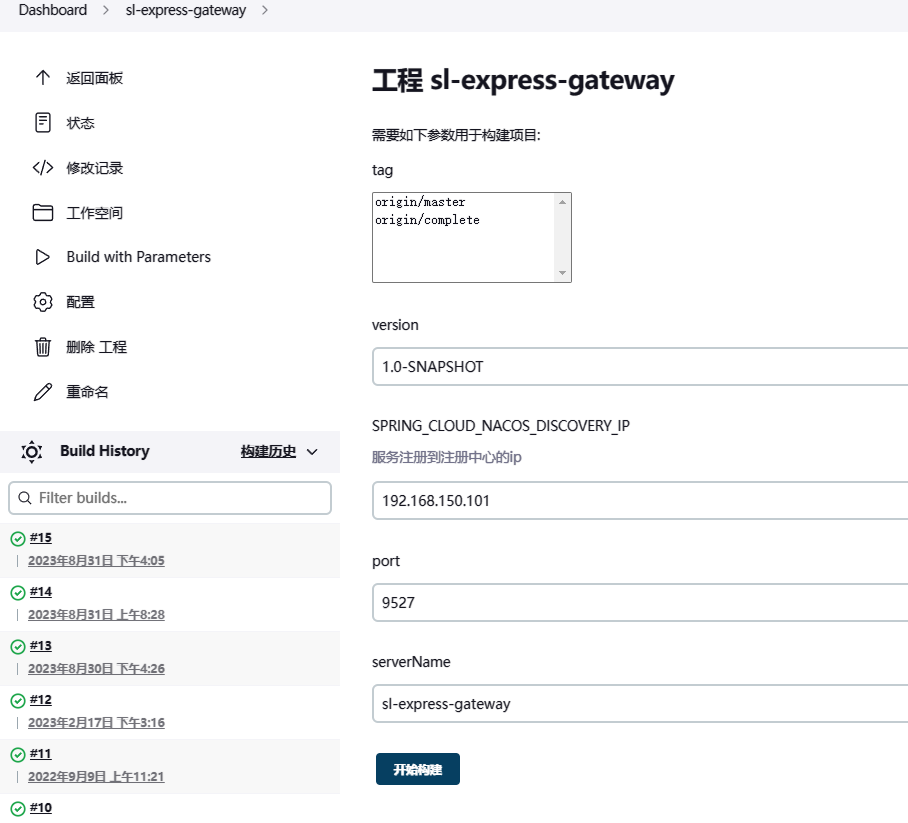 Dashboard > sl-express-gateway >
返回面板
状态
修改记录
工作空间
Build with Parameters
配置
删除 工程
重命名
Build History 构建历史
Filter builds...
#15
2023年8月31日 下午4:05
#14
2023年8月31日 上午8:28
#13
2023年8月30日 下午4:26
#12
2023年2月17日 下午3:16
#11
2022年9月9日 上午11:21
#10
工程 sl-express-gateway
需要如下参数用于构建项目:
tag
origin/master
origin/complete
version
1.0-SNAPSHOT
SPRING_CLOUD_NACOS_DISCOVERY_IP
服务注册到注册中心的ip
192.168.150.101
port
9527
serverName
sl-express-gateway
开始构建